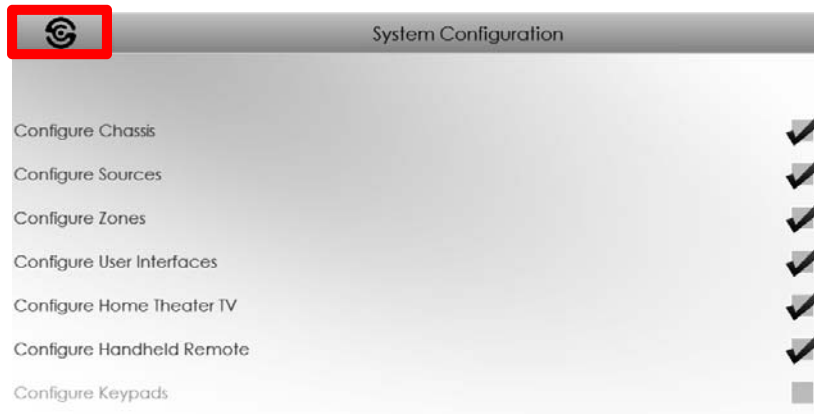 System Configuration
Configure Chassis
Configure Sources
Configure Zones
Configure User Interfaces
Configure Home Theater TV
Configure Handheld Remote
Configure Keypads